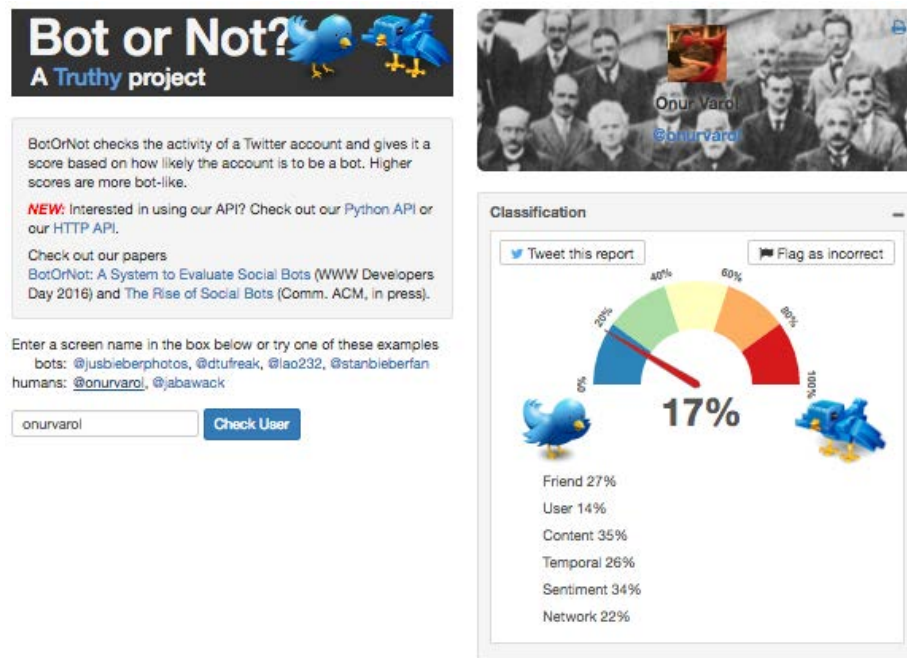 Bot or Not?
A Truthy project
BotOrNot checks the activity of a Twitter account and gives it a
score based on how likely the account is to be a bot. Higher
scores are more bot-like.
NEW: Interested in using our API? Check out our Python API or
our HTTP API.
Check out our papers
BotOrNot: A System to Evaluate Social Bots (WWW Developers
Day 2016) and The Rise of Social Bots (Comm. ACM, in press).
Enter a screen name in the box below or try one of these examples
bots: @jusbieberphotos, @dtufreak, @lao232, @stanbieberfan
humans: @onurvarol, @jabawack
onurvarol Check User
Onur Varol
@onurvarol
Classification
Tweet this report Flag as incorrect
0% 20% 40% 60% 80% 100%
17%
Friend 27%
User 14%
Content 35%
Temporal 26%
Sentiment 34%
Network 22%